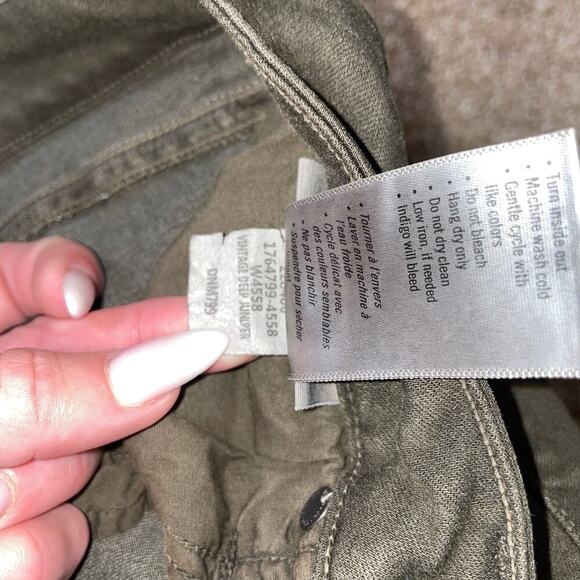 1764799-4558
W4558
VINTAGE DEEP JUNIPER
DNM799
• Turn inside out
• Machine wash cold
• Gentle cycle with
like colors
• Do not bleach
• Hang dry only
• Do not dry clean
• Low iron, if needed
• Indigo will bleed
• Tourner à l'envers
• Laver en machine à
l'eau froide
• Cycle délicat avec
des couleurs semblables
• Ne pas blanchir
• Suspendre pour sécher